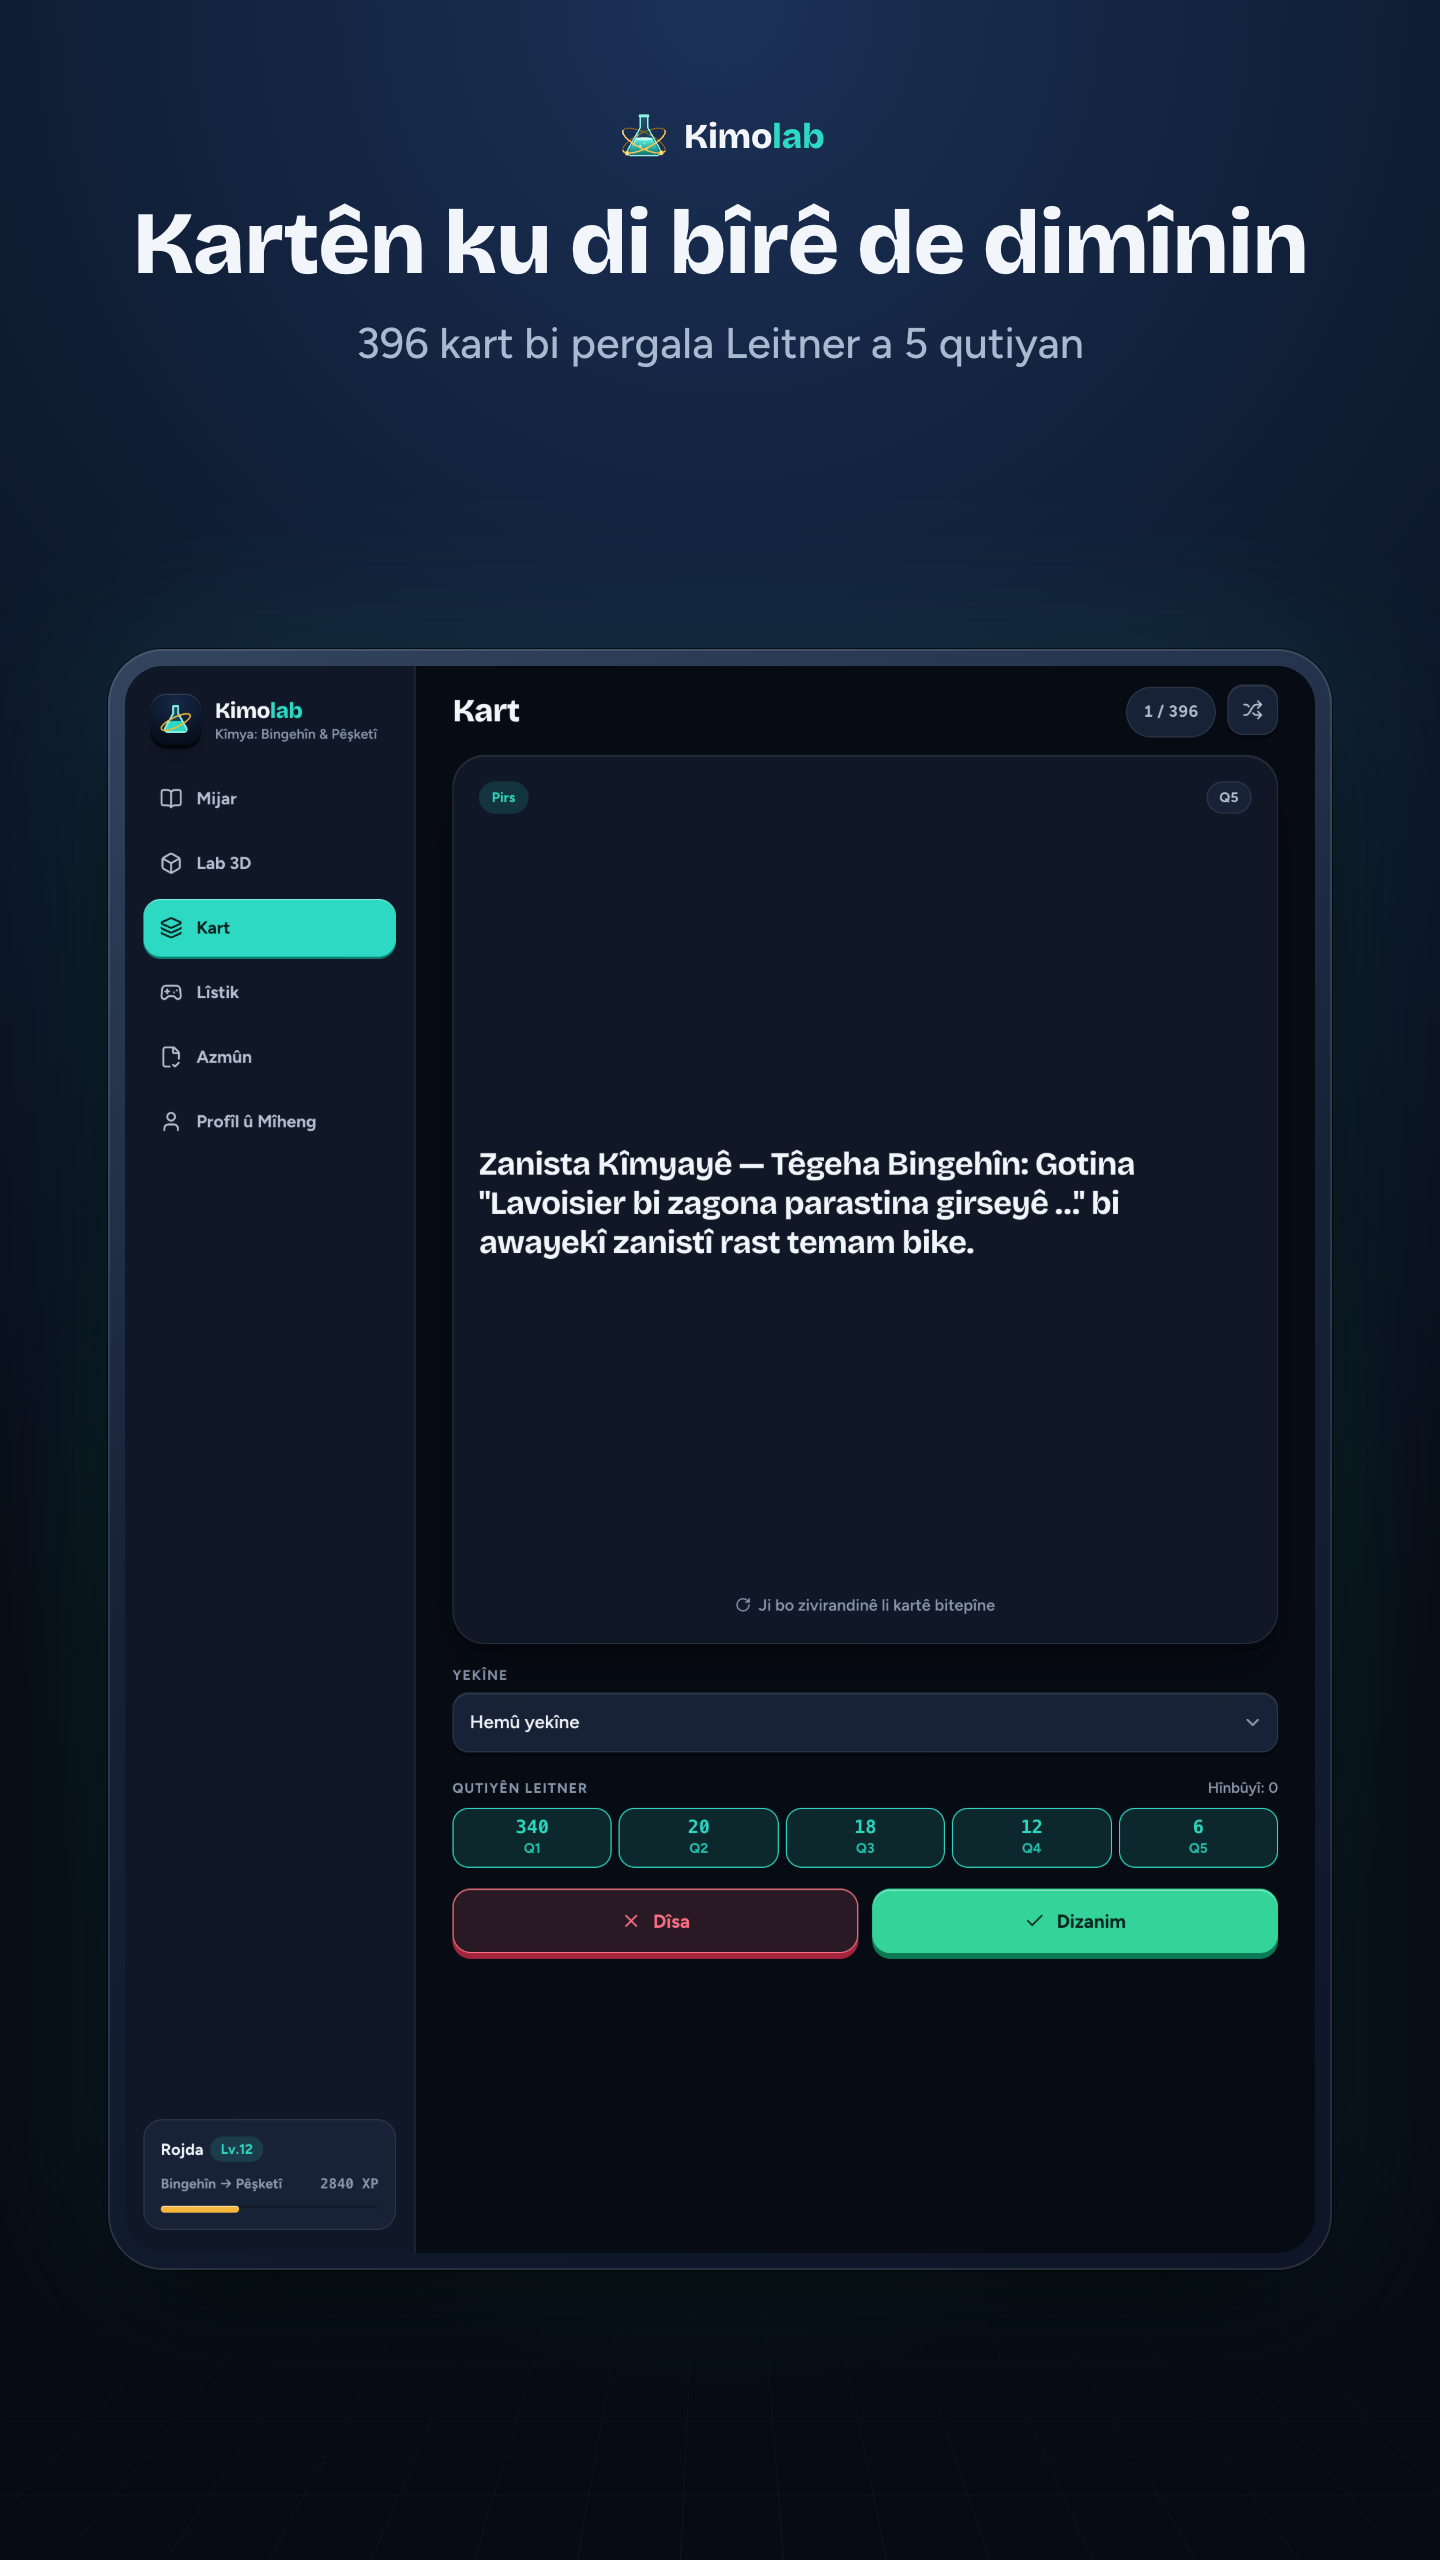 Kimolab
Kartên ku di bîrê de dimînin
396 kart bi pergala Leitner a 5 qutiyan
Kimolab
Kîmya: Bingehîn & Pêşketî
Mijar
Lab 3D
Kart
Lîstik
Azmûn
Profîl û Mîheng
Rojda Lv.12
Bingehîn → Pêşketî 2840 XP
Kart
1 / 396
Pirs
Q5
Zanista Kîmyayê — Têgeha Bingehîn: Gotina
"Lavoisier bi zagona parastina girseyê ..." bi
awayekî zanistî rast temam bike.
Ji bo zivirandinê li kartê bitepîne
YEKÎNE
Hemû yekîne
QUTIYÊN LEITNER
Hînbûyî: 0
340 20 18 12 6
Q1 Q2 Q3 Q4 Q5
Dîsa
Dizanim